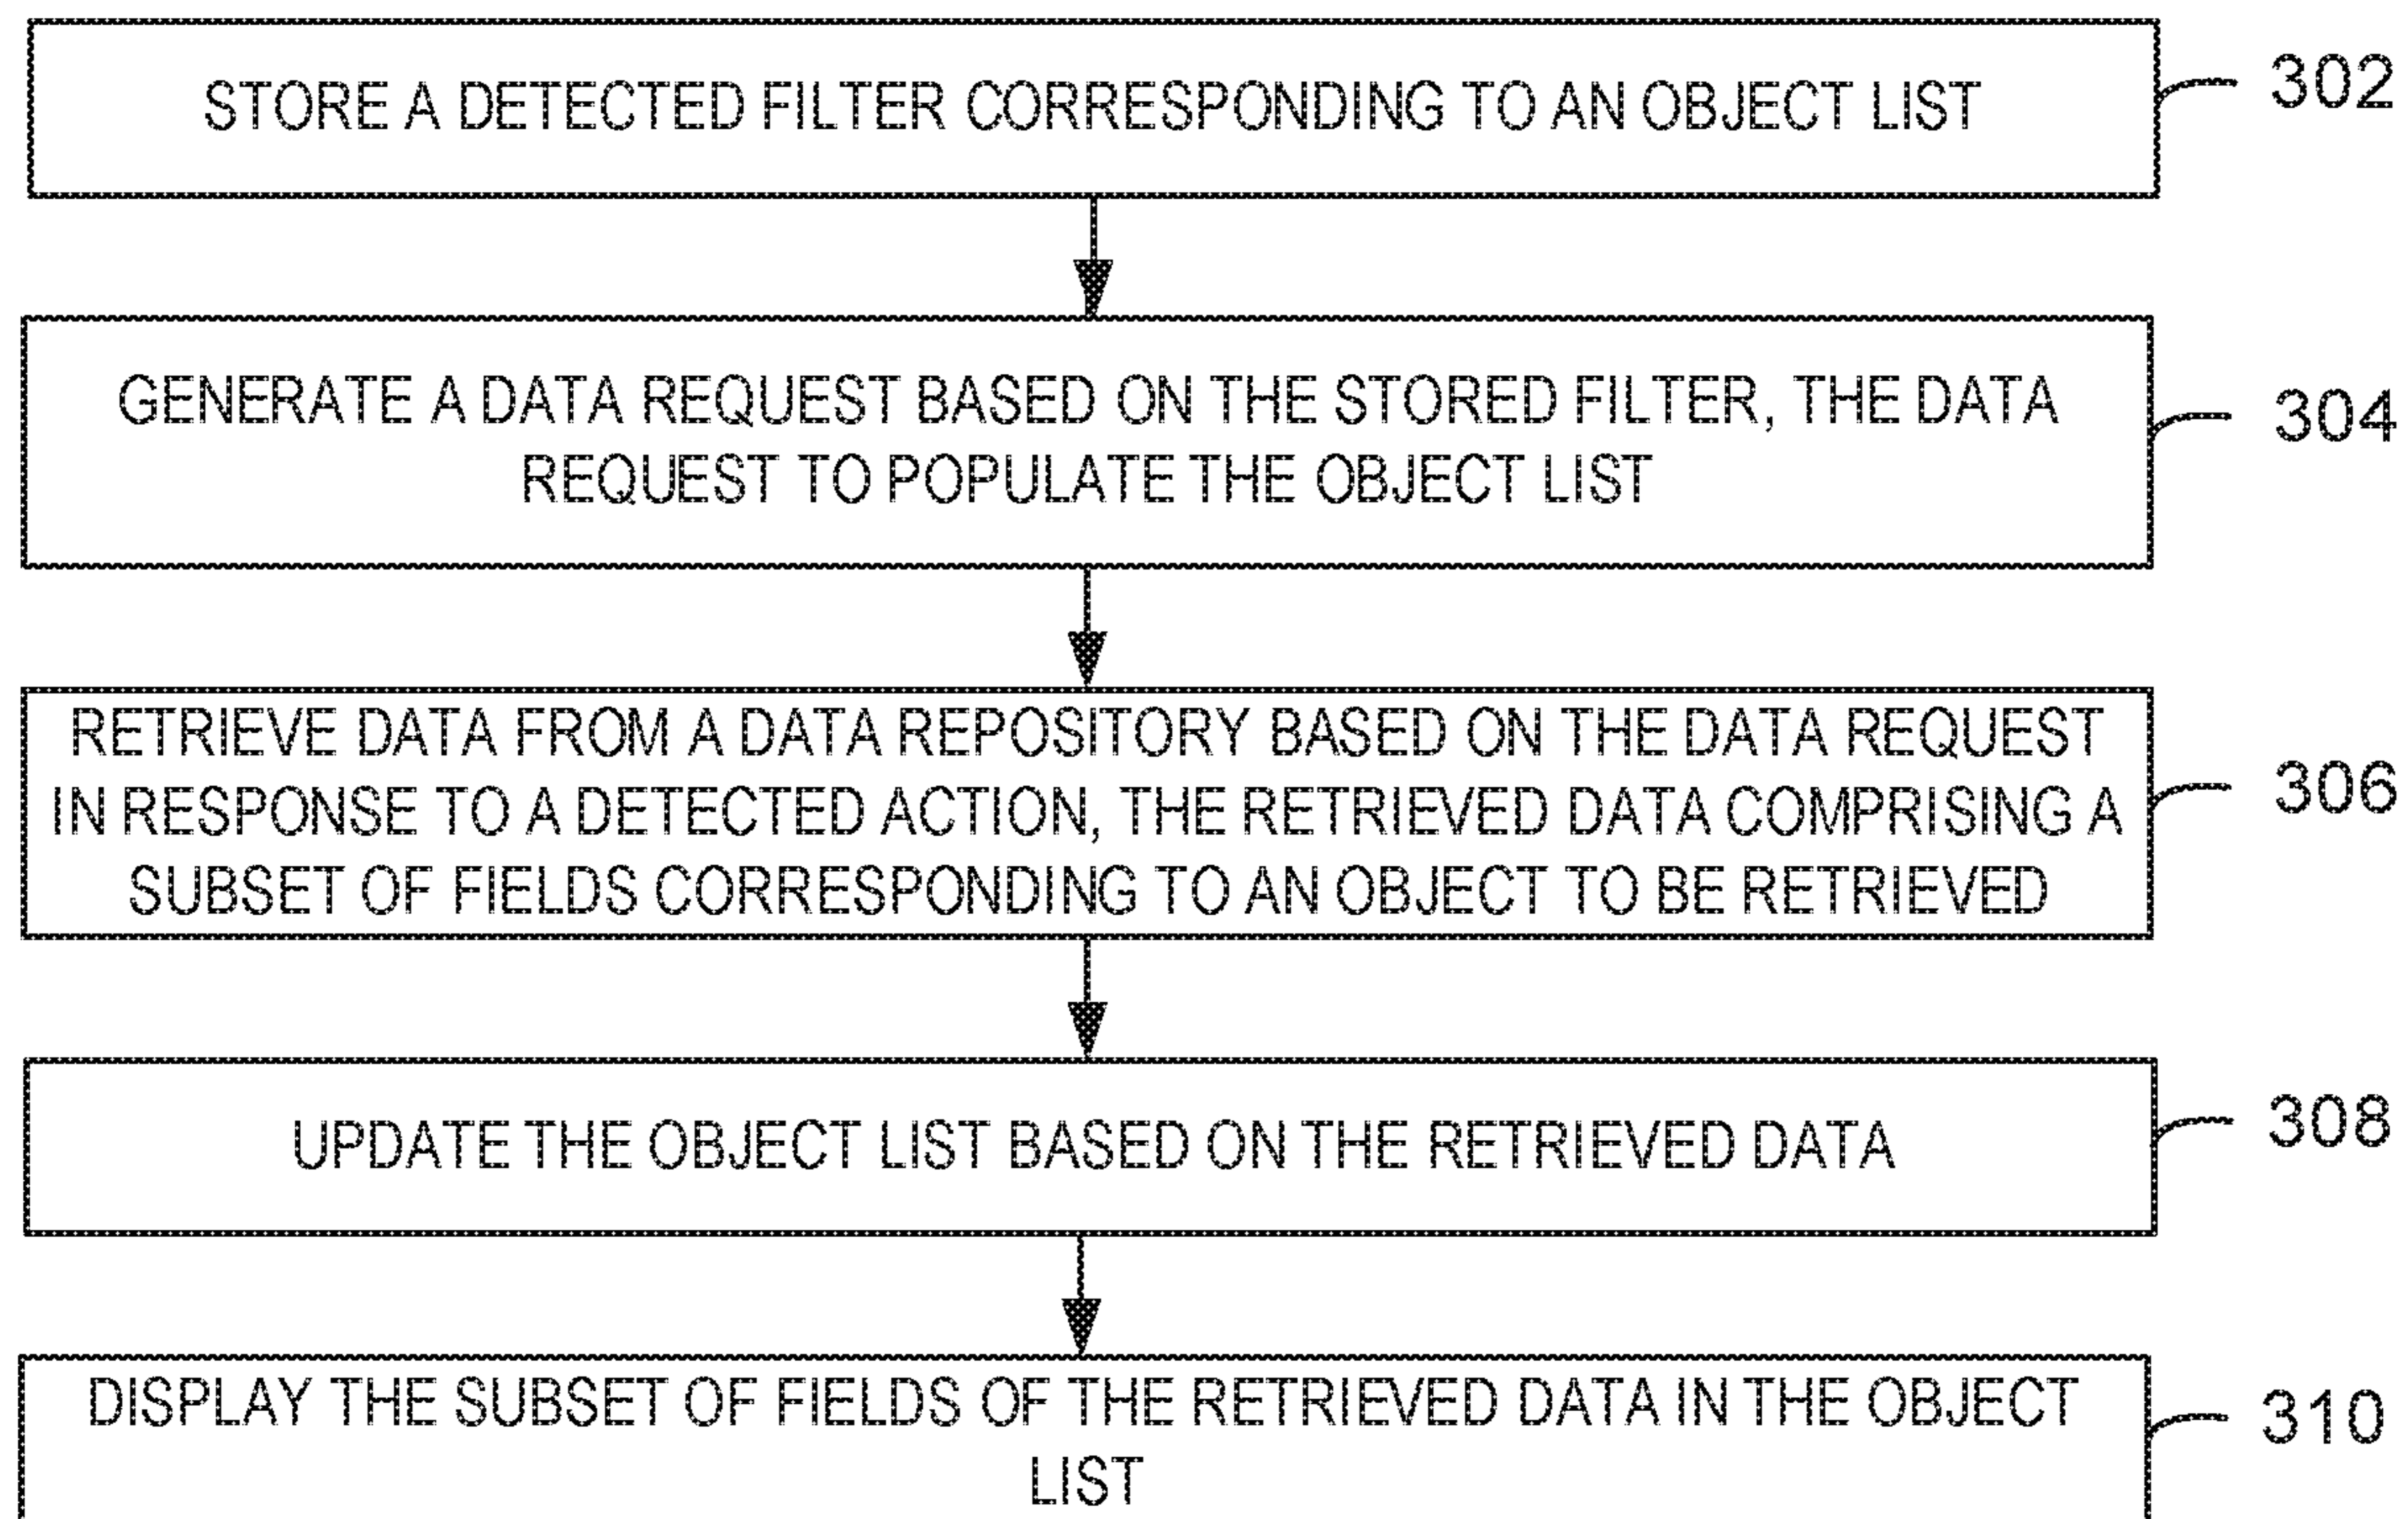 STORE A DETECTED FILTER CORRESPONDING TO AN OBJECT LIST
302
GENERATE A DATA REQUEST BASED ON THE STORED FILTER, THE DATA
REQUEST TO POPULATE THE OBJECT LIST
304
RETRIEVE DATA FROM A DATA REPOSITORY BASED ON THE DATA REQUEST
IN RESPONSE TO A DETECTED ACTION, THE RETRIEVED DATA COMPRISING A
SUBSET OF FIELDS CORRESPONDING TO AN OBJECT TO BE RETRIEVED
306
UPDATE THE OBJECT LIST BASED ON THE RETRIEVED DATA
308
DISPLAY THE SUBSET OF FIELDS OF THE RETRIEVED DATA IN THE OBJECT
LIST
310